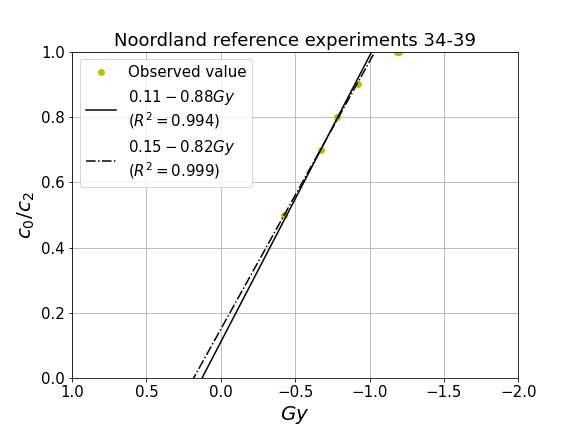 Noordland reference experiments 34-39
1.0
0.8
0.6
0.4
0.2
0.0
c₀/c₂
Observed value
0.11 − 0.88Gy
(R² = 0.994)
0.15 − 0.82Gy
(R² = 0.999)
1.0 0.5 0.0 −0.5 −1.0 −1.5 −2.0
Gy